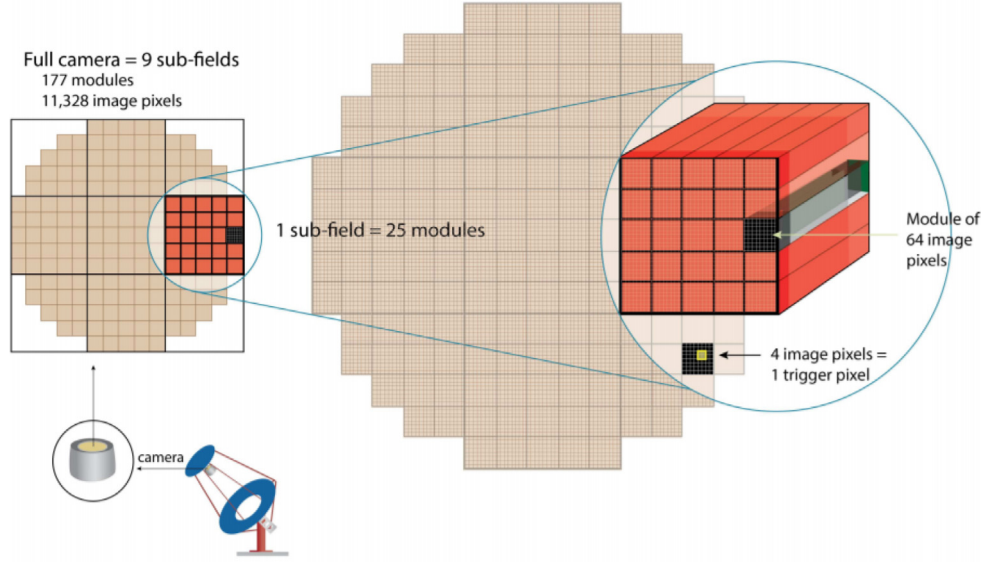 Full camera = 9 sub-fields
177 modules
11,328 image pixels
1 sub-field = 25 modules
Module of
64 image
pixels
4 image pixels =
1 trigger pixel
camera